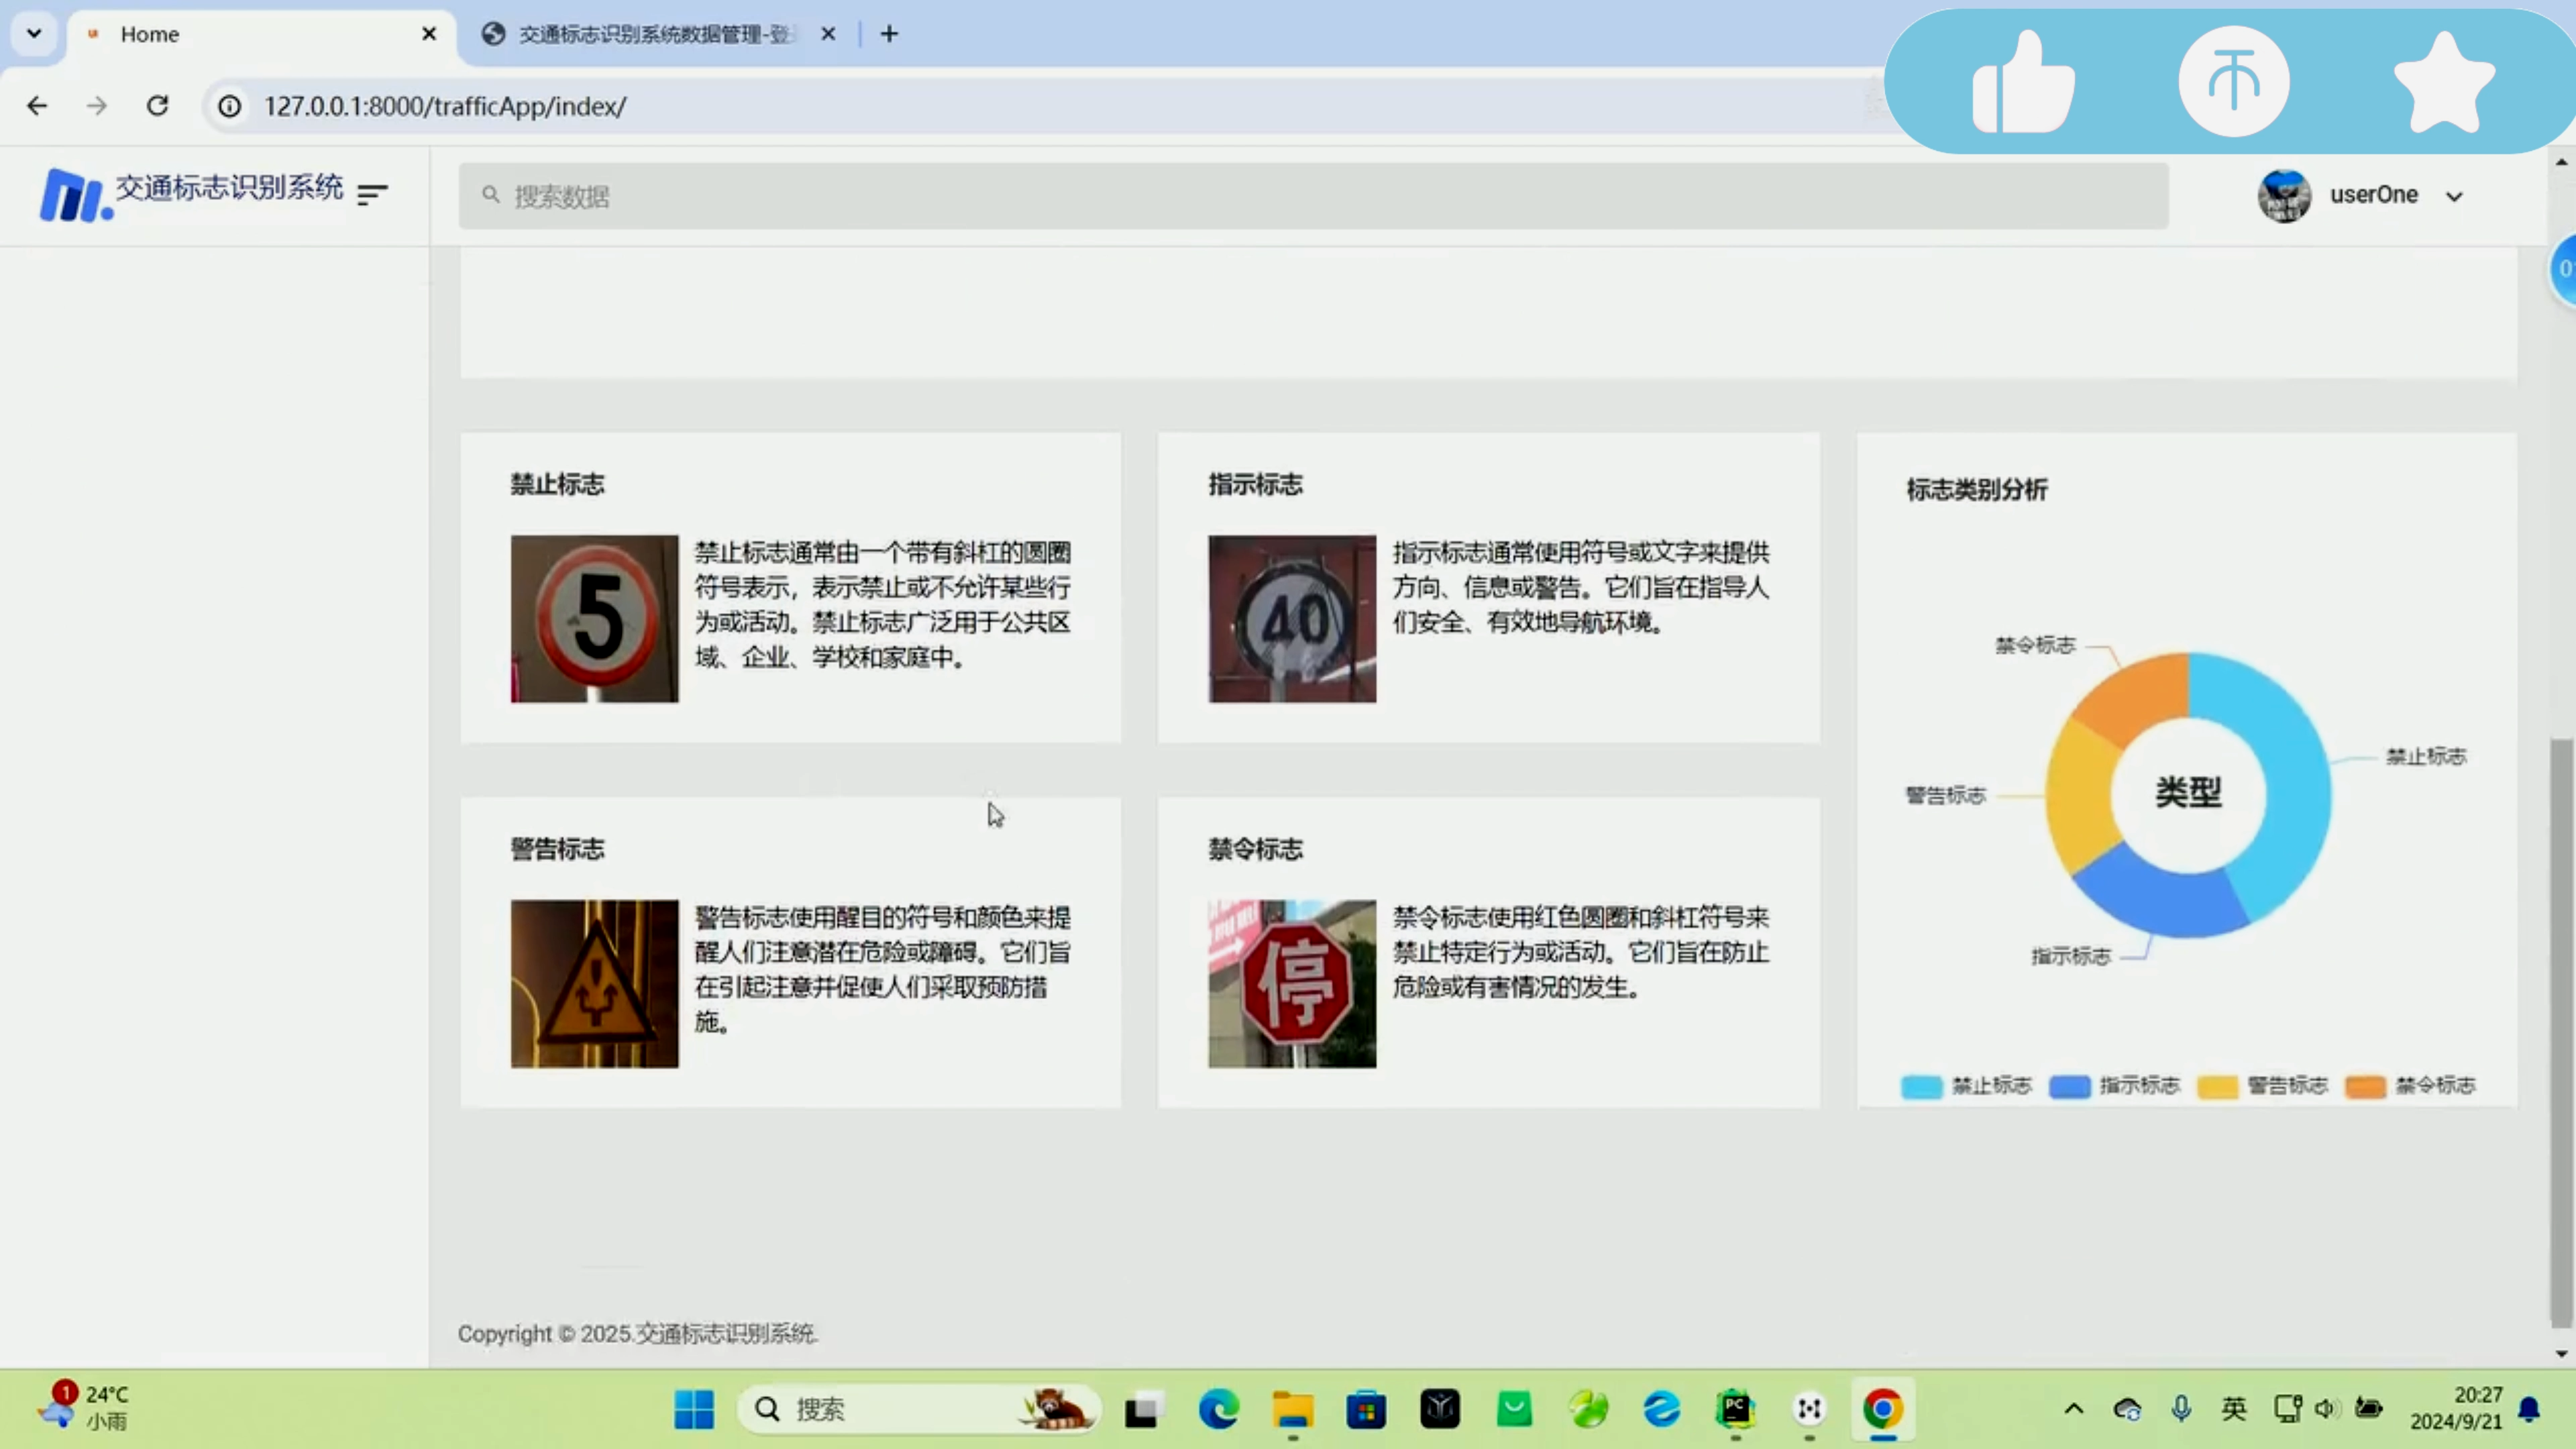 Home
交通标志识别系统数据管理-登
127.0.0.1:8000/trafficApp/index/
交通标志识别系统
搜索数据
userOne
禁止标志
5
禁止标志通常由一个带有斜杠的圆圈
符号表示，表示禁止或不允许某些行
为或活动。禁止标志广泛用于公共区
域、企业、学校和家庭中。
指示标志
40
指示标志通常使用符号或文字来提供
方向、信息或警告。它们旨在指导人
们安全、有效地导航环境。
标志类别分析
禁令标志
禁止标志
警告标志
类型
指示标志
禁止标志
指示标志
警告标志
禁令标志
警告标志
警告标志使用醒目的符号和颜色来提
醒人们注意潜在危险或障碍。它们旨
在引起注意并促使人们采取预防措
施。
禁令标志
停
禁令标志使用红色圆圈和斜杠符号来
禁止特定行为或活动。它们旨在防止
危险或有害情况的发生。
Copyright © 2025.交通标志识别系统.
1
24°C
小雨
搜索
PC
英
20:27
2024/9/21